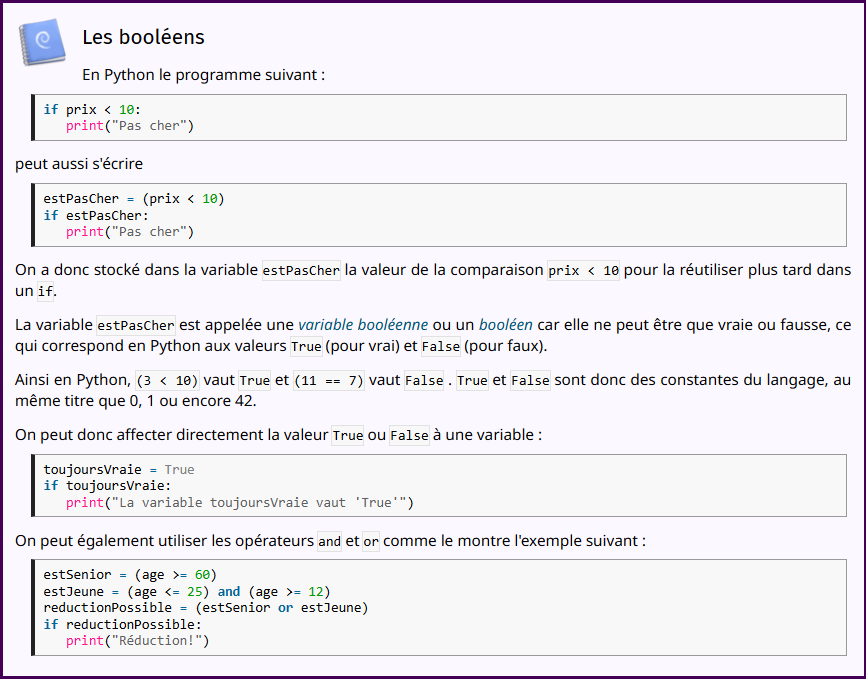 Les booléens
En Python le programme suivant :
if prix < 10:
   print("Pas cher")
peut aussi s'écrire
estPasCher = (prix < 10)
if estPasCher:
   print("Pas cher")
On a donc stocké dans la variable estPasCher la valeur de la comparaison prix < 10 pour la réutiliser plus tard dans
un if.
La variable estPasCher est appelée une variable booléenne ou un booléen car elle ne peut être que vraie ou fausse, ce
qui correspond en Python aux valeurs True (pour vrai) et False (pour faux).
Ainsi en Python, (3 < 10) vaut True et (11 == 7) vaut False . True et False sont donc des constantes du langage, au
même titre que 0, 1 ou encore 42.
On peut donc affecter directement la valeur True ou False à une variable :
toujoursVraie = True
if toujoursVraie:
   print("La variable toujoursVraie vaut 'True'")
On peut également utiliser les opérateurs and et or comme le montre l'exemple suivant :
estSenior = (age >= 60)
estJeune = (age <= 25) and (age >= 12)
reductionPossible = (estSenior or estJeune)
if reductionPossible:
   print("Réduction!")